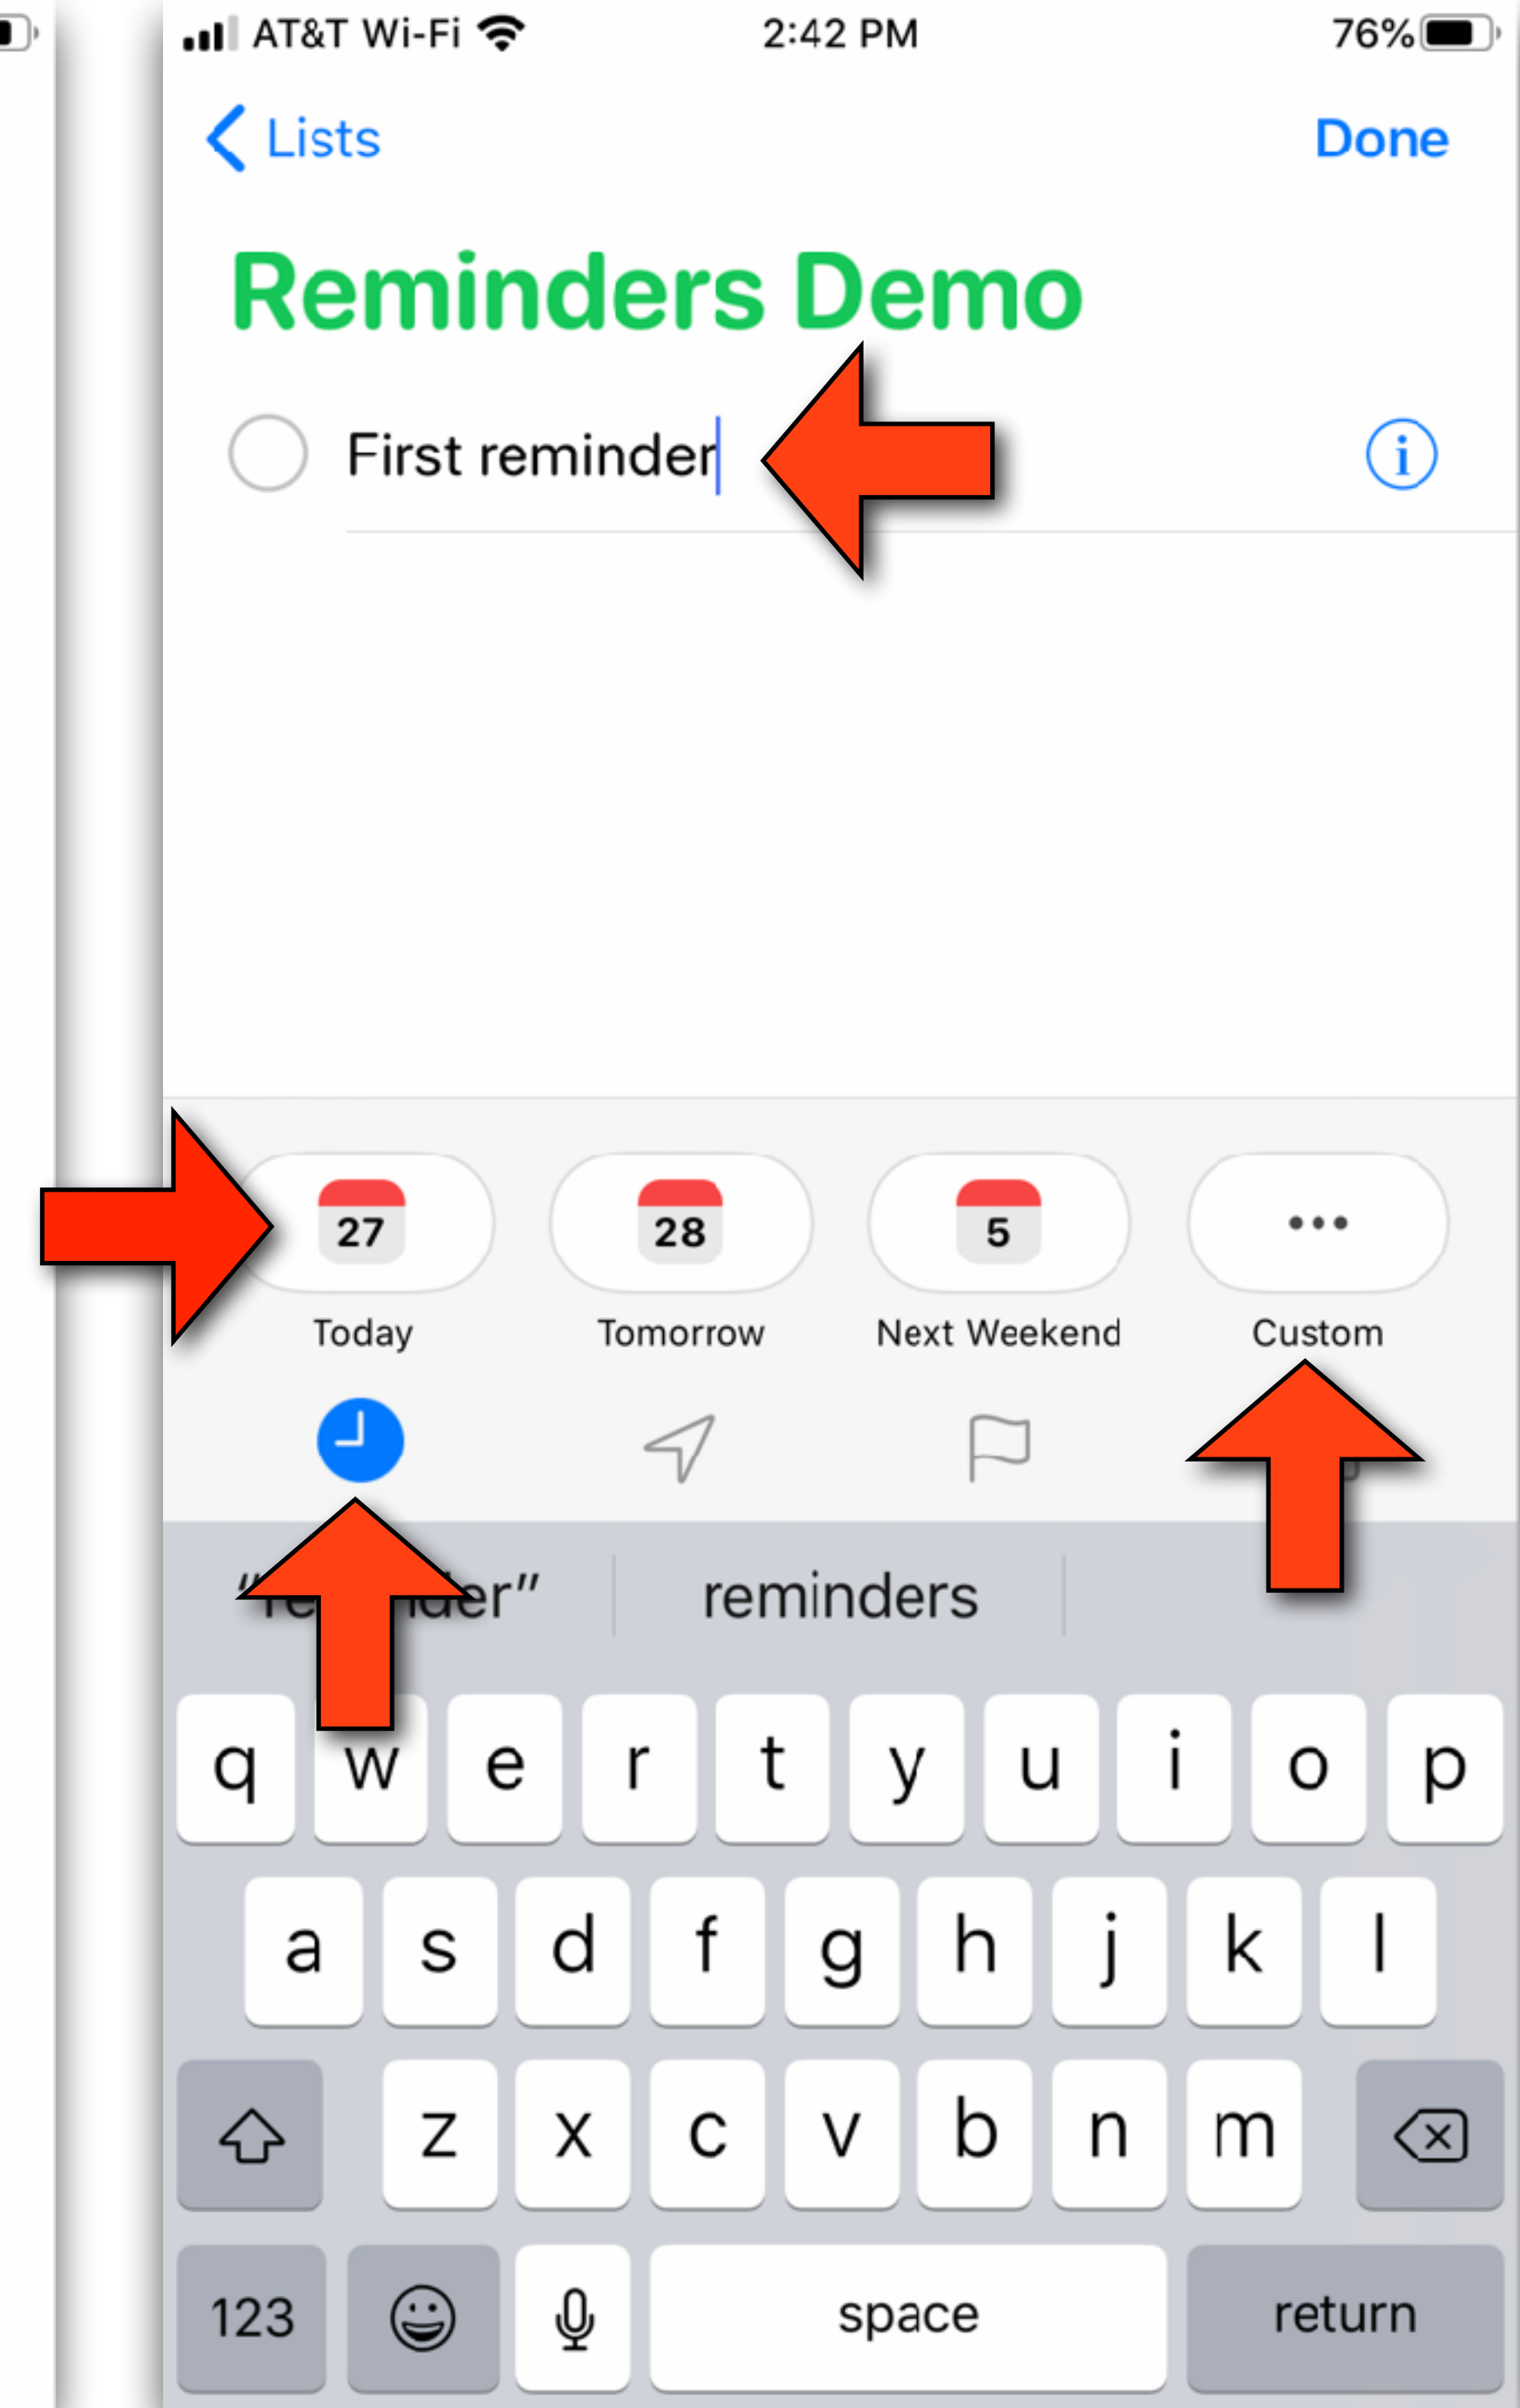 AT&T Wi-Fi 2:42 PM 76%
Lists Done
Reminders Demo
First reminder
27 28 5
Today Tomorrow Next Weekend Custom
reminders
q w e r t y u i o p
a s d f g h j k l
z x c v b n m
123 space return